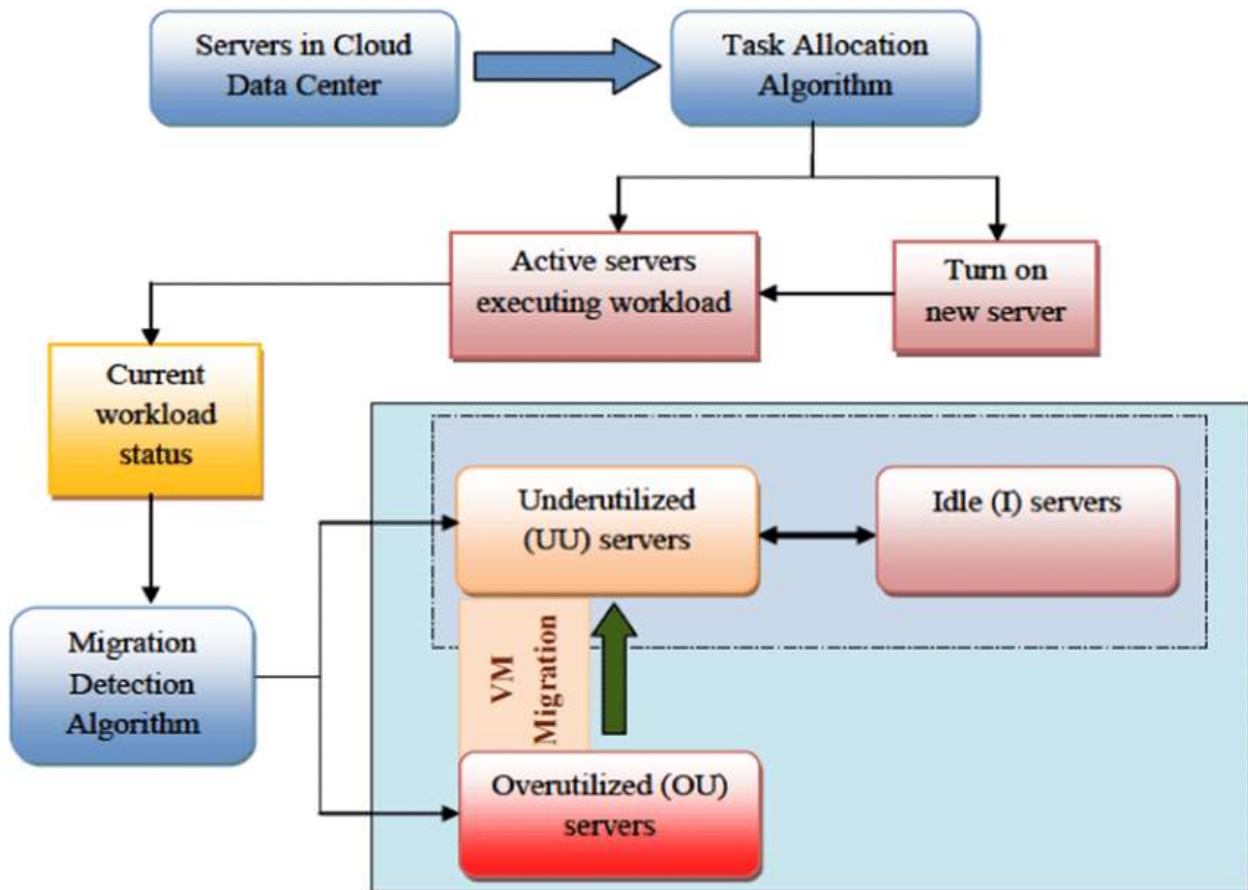 Servers in Cloud
Data Center
Task Allocation
Algorithm
Active servers
executing workload
Turn on
new server
Current
workload
status
Underutilized
(UU) servers
Idle (I) servers
Migration
Detection
Algorithm
VM
Migration
Overutilized (OU)
servers